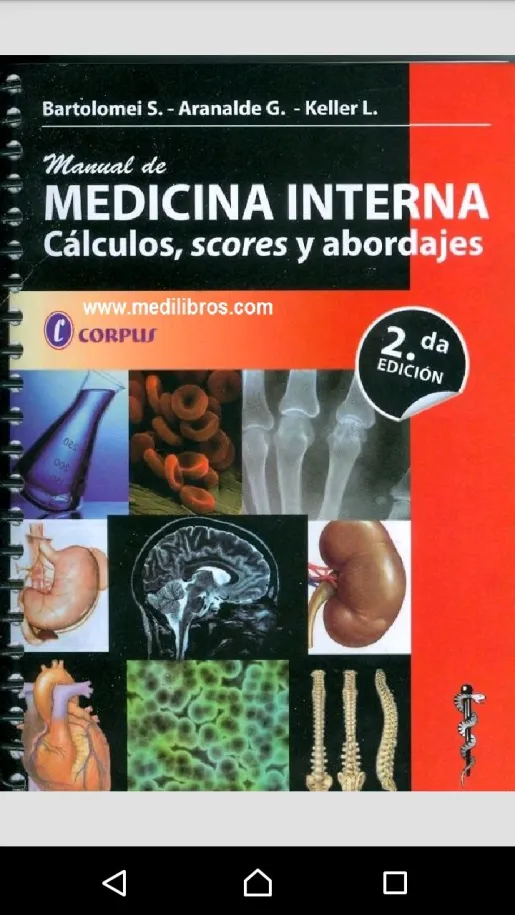 Bartolomei S. - Aranalde G. - Keller L.
Manual de
MEDICINA INTERNA
Cálculos, scores y abordajes
www.medilibros.com
C CORPUS
2.da
EDICIÓN